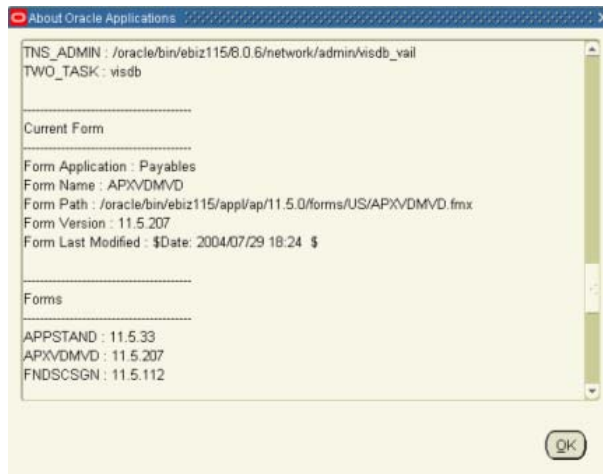 About Oracle Applications
TNS_ADMIN : /oracle/bin/ebiz115/8.0.6/network/admin/visdb_vail
TWO_TASK : visdb
----------------------------------------
Current Form
----------------------------------------
Form Application : Payables
Form Name : APXVDMVD
Form Path : /oracle/bin/ebiz115/appl/ap/11.5.0/forms/US/APXVDMVD.fmx
Form Version : 11.5.207
Form Last Modified : $Date: 2004/07/29 18:24 $
----------------------------------------
Forms
----------------------------------------
APPSTAND : 11.5.33
APXVDMVD : 11.5.207
FNDSCSGN : 11.5.112
OK